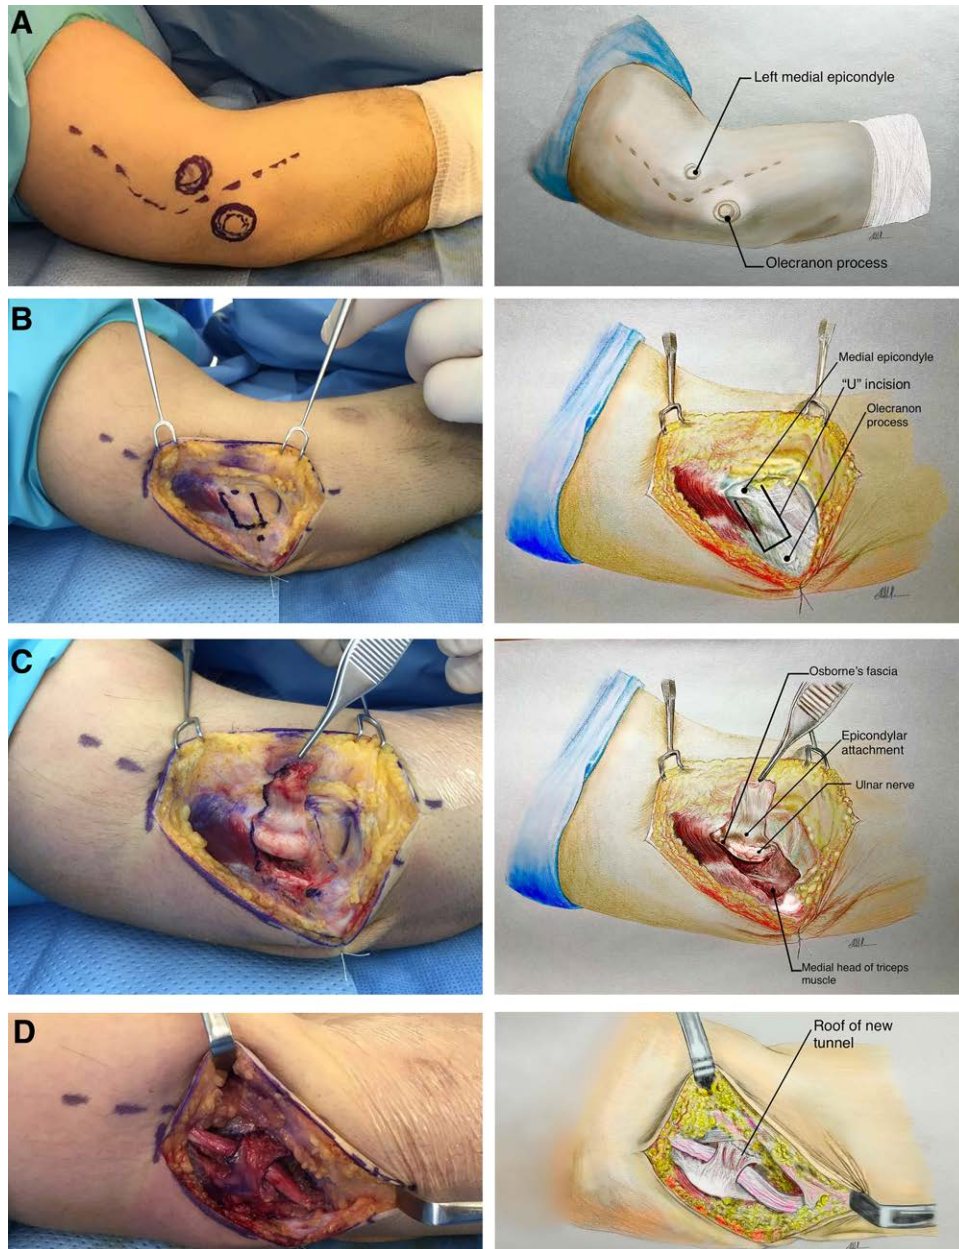 A
Left medial epicondyle
Olecranon process
B
Medial epicondyle
“U” incision
Olecranon
process
C
Osborne’s fascia
Epicondylar
attachment
Ulnar nerve
Medial head of triceps
muscle
D
Roof of new
tunnel